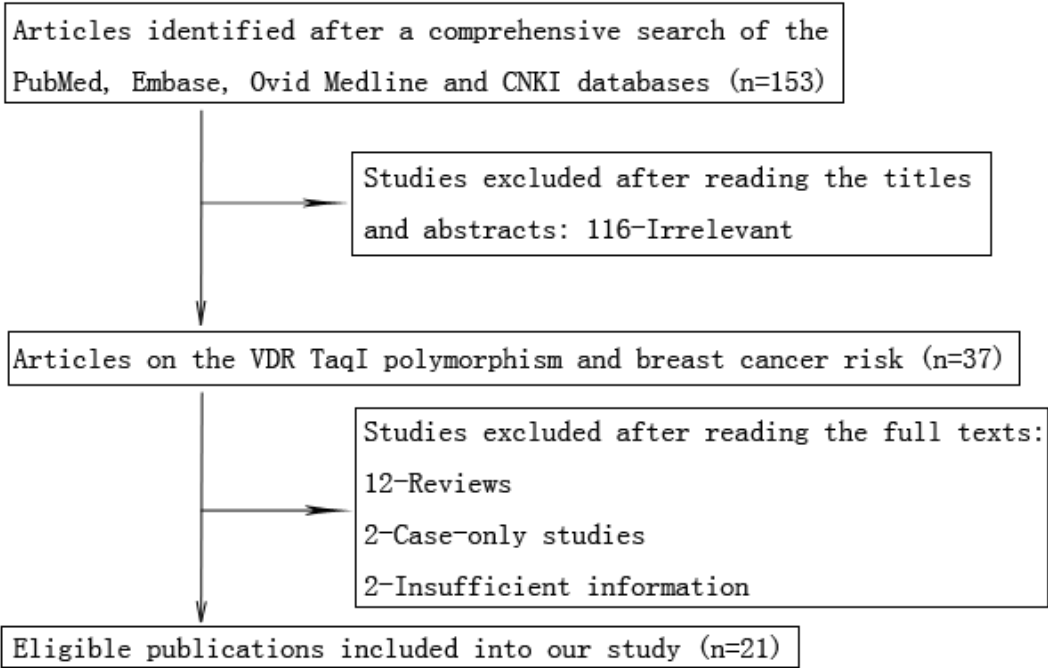 Articles identified after a comprehensive search of the
PubMed, Embase, Ovid Medline and CNKI databases (n=153)
Studies excluded after reading the titles
and abstracts: 116-Irrelevant
Articles on the VDR TaqI polymorphism and breast cancer risk (n=37)
Studies excluded after reading the full texts:
12-Reviews
2-Case-only studies
2-Insufficient information
Eligible publications included into our study (n=21)